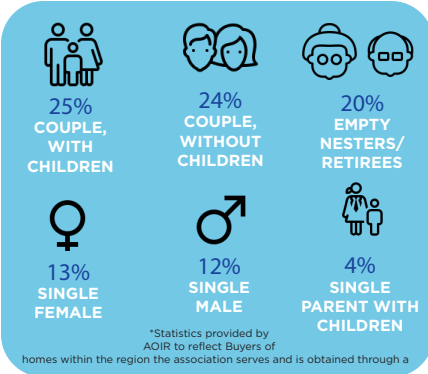 25%
COUPLE,
WITH
CHILDREN
24%
COUPLE,
WITHOUT
CHILDREN
20%
EMPTY
NESTERS/
RETIREES
13%
SINGLE
FEMALE
12%
SINGLE
MALE
4%
SINGLE
PARENT WITH
CHILDREN
*Statistics provided by
AOIR to reflect Buyers of
homes within the region the association serves and is obtained through a